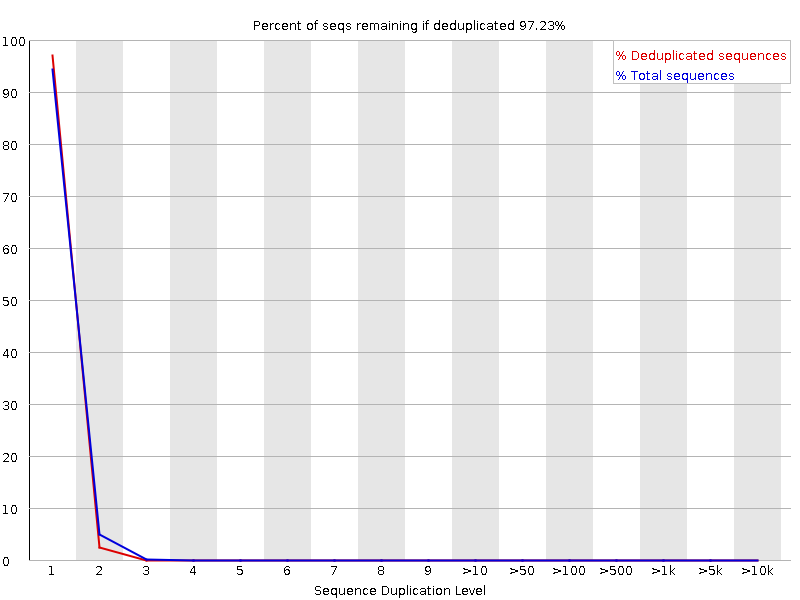 Percent of seqs remaining if deduplicated 97.23%
% Deduplicated sequences
% Total sequences
100
90
80
70
60
50
40
30
20
10
0
1 2 3 4 5 6 7 8 9 >10 >50 >100 >500 >1k >5k >10k
Sequence Duplication Level